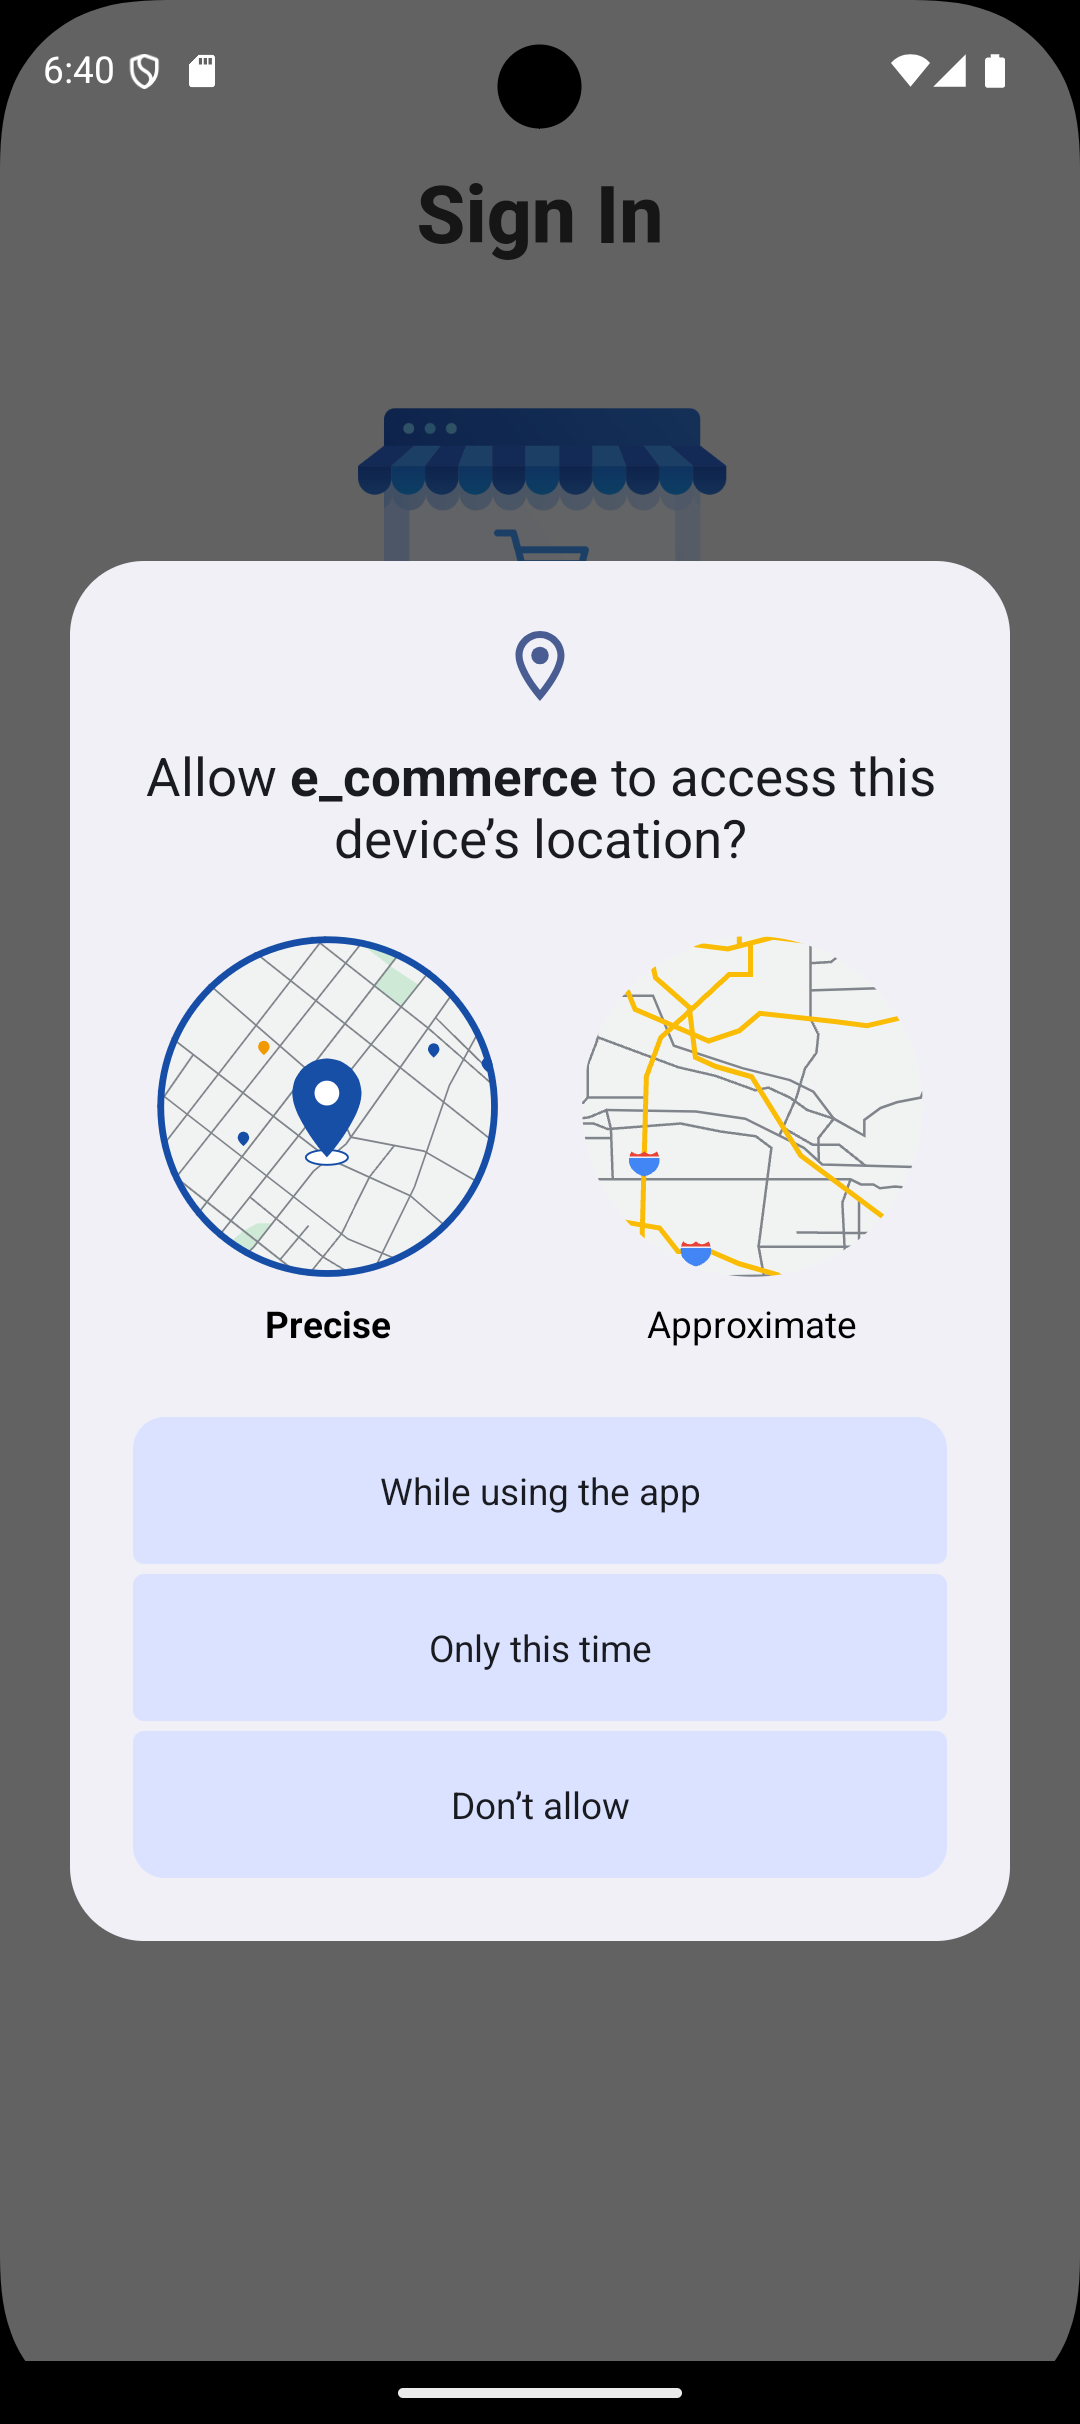 6:40
Sign In
Allow e_commerce to access this
device’s location?
Precise
Approximate
While using the app
Only this time
Don’t allow